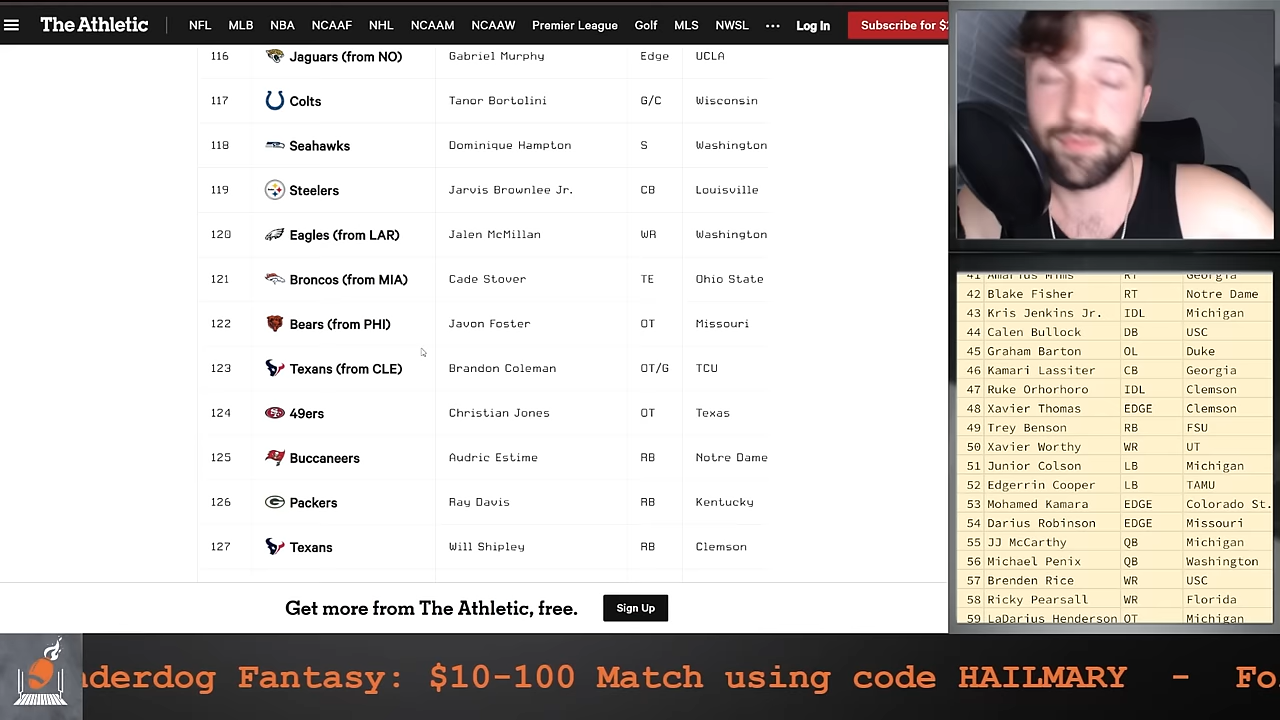 The Athletic NFL MLB NBA NCAAF NHL NCAAM NCAAW Premier League Golf MLS NWSL ... Log In Subscribe for $
116 Jaguars (from NO) Gabriel Murphy Edge UCLA
117 Colts Tanor Bortolini G/C Wisconsin
118 Seahawks Dominique Hampton S Washington
119 Steelers Jarvis Brownlee Jr. CB Louisville
120 Eagles (from LAR) Jalen McMillan WR Washington
121 Broncos (from MIA) Cade Stover TE Ohio State
122 Bears (from PHI) Javon Foster OT Missouri
123 Texans (from CLE) Brandon Coleman OT/G TCU
124 49ers Christian Jones OT Texas
125 Buccaneers Audric Estime RB Notre Dame
126 Packers Ray Davis RB Kentucky
127 Texans Will Shipley RB Clemson
Get more from The Athletic, free. Sign Up
41 Amarius Mims RT Georgia
42 Blake Fisher RT Notre Dame
43 Kris Jenkins Jr. IDL Michigan
44 Calen Bullock DB USC
45 Graham Barton OL Duke
46 Kamari Lassiter CB Georgia
47 Ruke Orhorhoro IDL Clemson
48 Xavier Thomas EDGE Clemson
49 Trey Benson RB FSU
50 Xavier Worthy WR UT
51 Junior Colson LB Michigan
52 Edgerrin Cooper LB TAMU
53 Mohamed Kamara EDGE Colorado St.
54 Darius Robinson EDGE Missouri
55 JJ McCarthy QB Michigan
56 Michael Penix QB Washington
57 Brenden Rice WR USC
58 Ricky Pearsall WR Florida
59 LaDarius Henderson OT Michigan
nderdog Fantasy: $10-100 Match using code HAILMARY - Fo